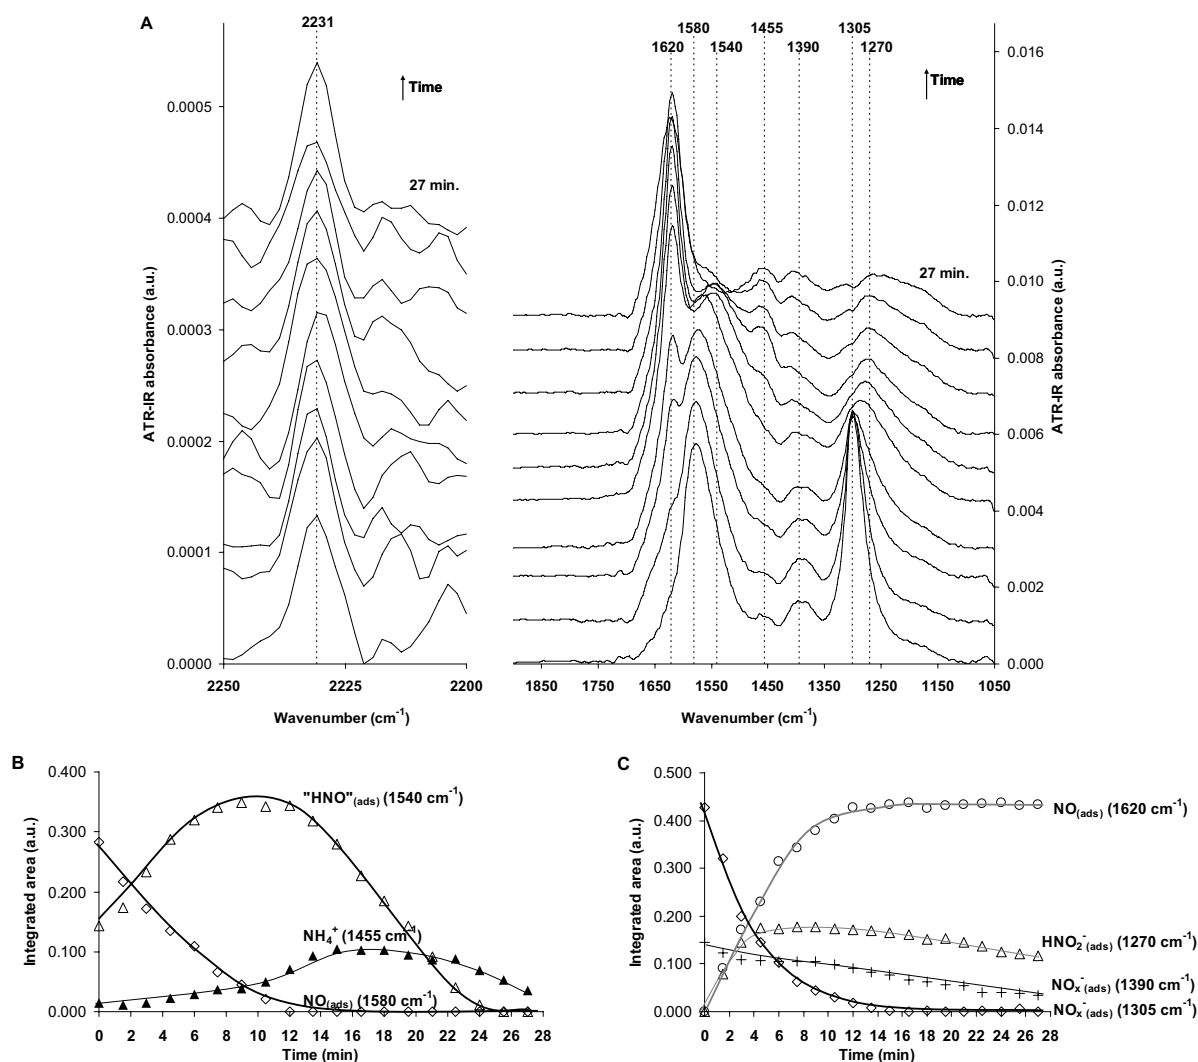 A
2231
1580 1455 1305
1620 1540 1390 1270
Time
Time
27 min.
27 min.
0.0005
0.0004
0.0003
0.0002
0.0001
0.0000
ATR-IR absorbance (a.u.)
2250 2225 2200
Wavenumber (cm⁻¹)
0.016
0.014
0.012
0.010
0.008
0.006
0.004
0.002
0.000
ATR-IR absorbance (a.u.)
1850 1750 1650 1550 1450 1350 1250 1150 1050
Wavenumber (cm⁻¹)
B
0.400
0.300
0.200
0.100
0.000
Integrated area (a.u.)
"HNO"(ads) (1540 cm⁻¹)
NH₄⁺ (1455 cm⁻¹)
NO(ads) (1580 cm⁻¹)
0 2 4 6 8 10 12 14 16 18 20 22 24 26 28
Time (min)
C
0.500
0.400
0.300
0.200
0.100
0.000
Integrated area (a.u.)
NO(ads) (1620 cm⁻¹)
HNO₂⁻(ads) (1270 cm⁻¹)
NOₓ⁻(ads) (1390 cm⁻¹)
NOₓ⁻(ads) (1305 cm⁻¹)
0 2 4 6 8 10 12 14 16 18 20 22 24 26 28
Time (min)